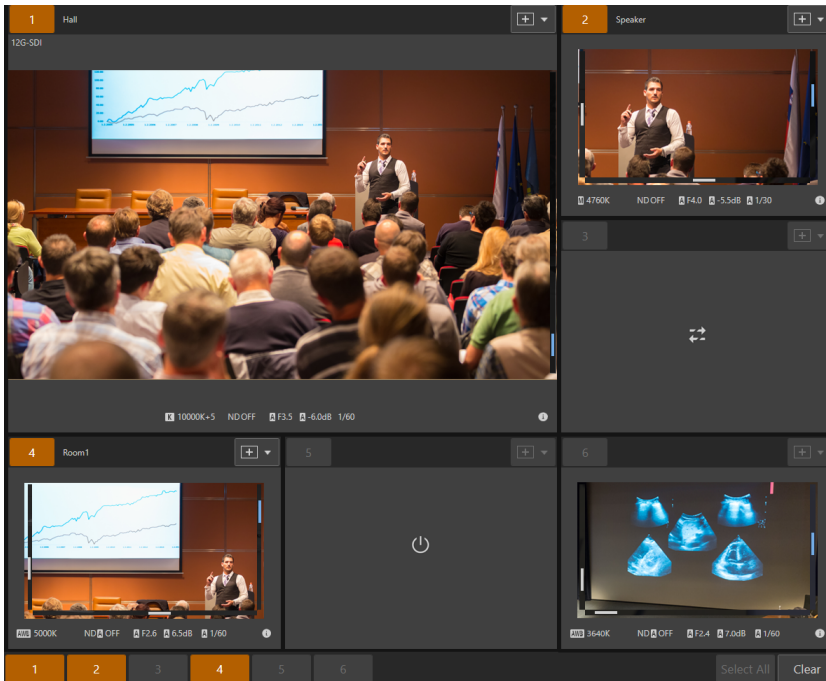 1 Hall
12G-SDI
K 10000K+5 ND OFF A F3.5 A -6.0dB 1/60
2 Speaker
M 4760K ND OFF A F4.0 A -5.5dB A 1/30
3
4 Room1
AWB 5000K ND A OFF A F2.6 A 6.5dB A 1/60
5
6
AWB 3640K ND A OFF A F2.4 A 7.0dB A 1/60
1 2 3 4 5 6 Select All Clear